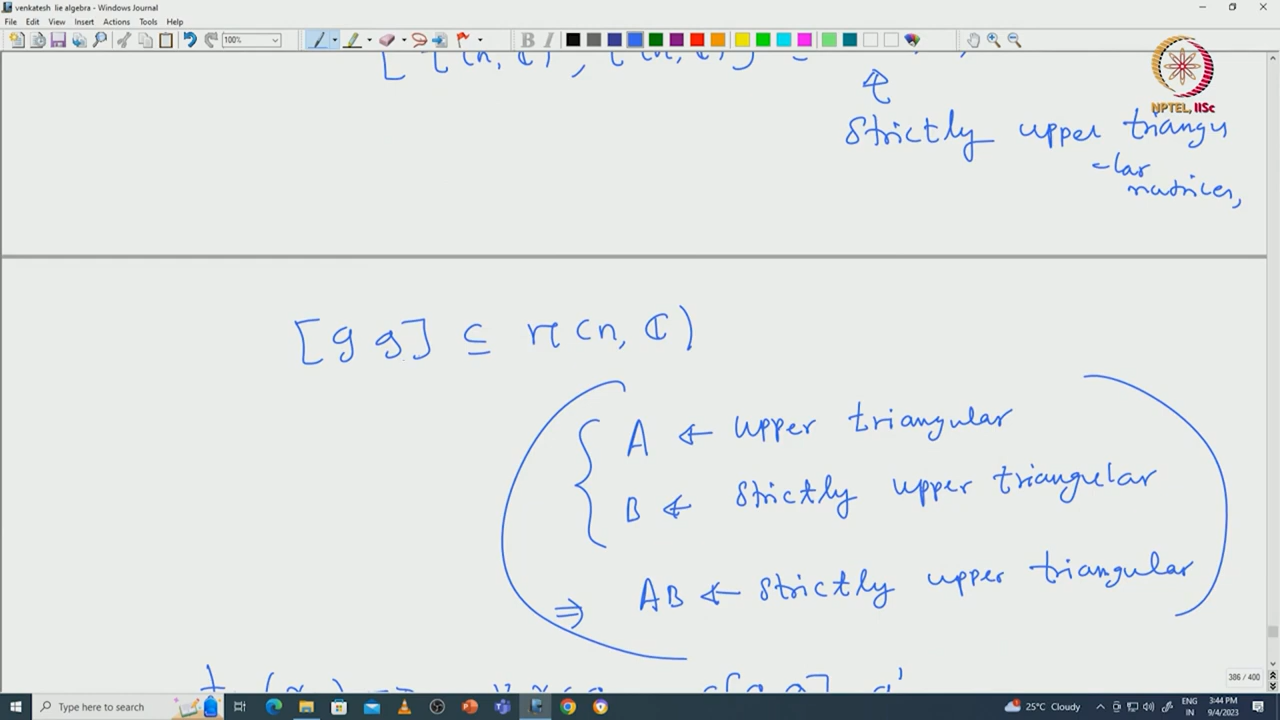 venkatesh lie algebra - Windows Journal
File Edit View Insert Actions Tools Help
100%
NPTEL, IISc
strictly upper triangu
-lar
matrices,
[g g] ⊆ n(n, ℂ)
A ← upper triangular
B ← strictly upper triangular
⇒ AB ← strictly upper triangular
386 / 400
Type here to search
25°C Cloudy
ENG
IN
3:44 PM
9/4/2023